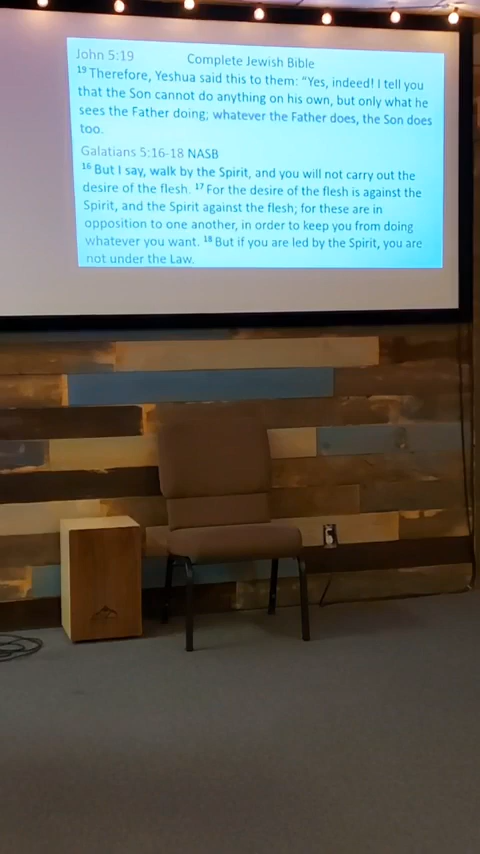 John 5:19 Complete Jewish Bible
19 Therefore, Yeshua said this to them: “Yes, indeed! I tell you
that the Son cannot do anything on his own, but only what he
sees the Father doing; whatever the Father does, the Son does
too.
Galatians 5:16-18 NASB
16 But I say, walk by the Spirit, and you will not carry out the
desire of the flesh. 17 For the desire of the flesh is against the
Spirit, and the Spirit against the flesh; for these are in
opposition to one another, in order to keep you from doing
whatever you want. 18 But if you are led by the Spirit, you are
not under the Law.